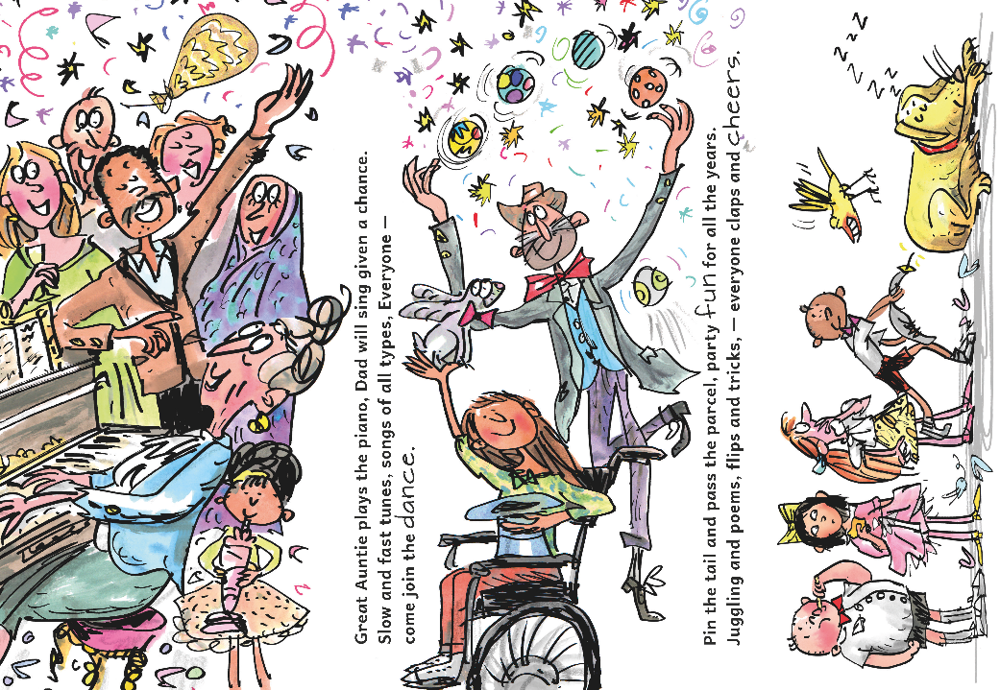 Great Auntie plays the piano, Dad will sing given a chance.
Slow and fast tunes, songs of all types, Everyone –
come join the dance.
Pin the tail and pass the parcel, party fun for all the years.
Juggling and poems, flips and tricks, – everyone claps and cheers.
zzz
zzz